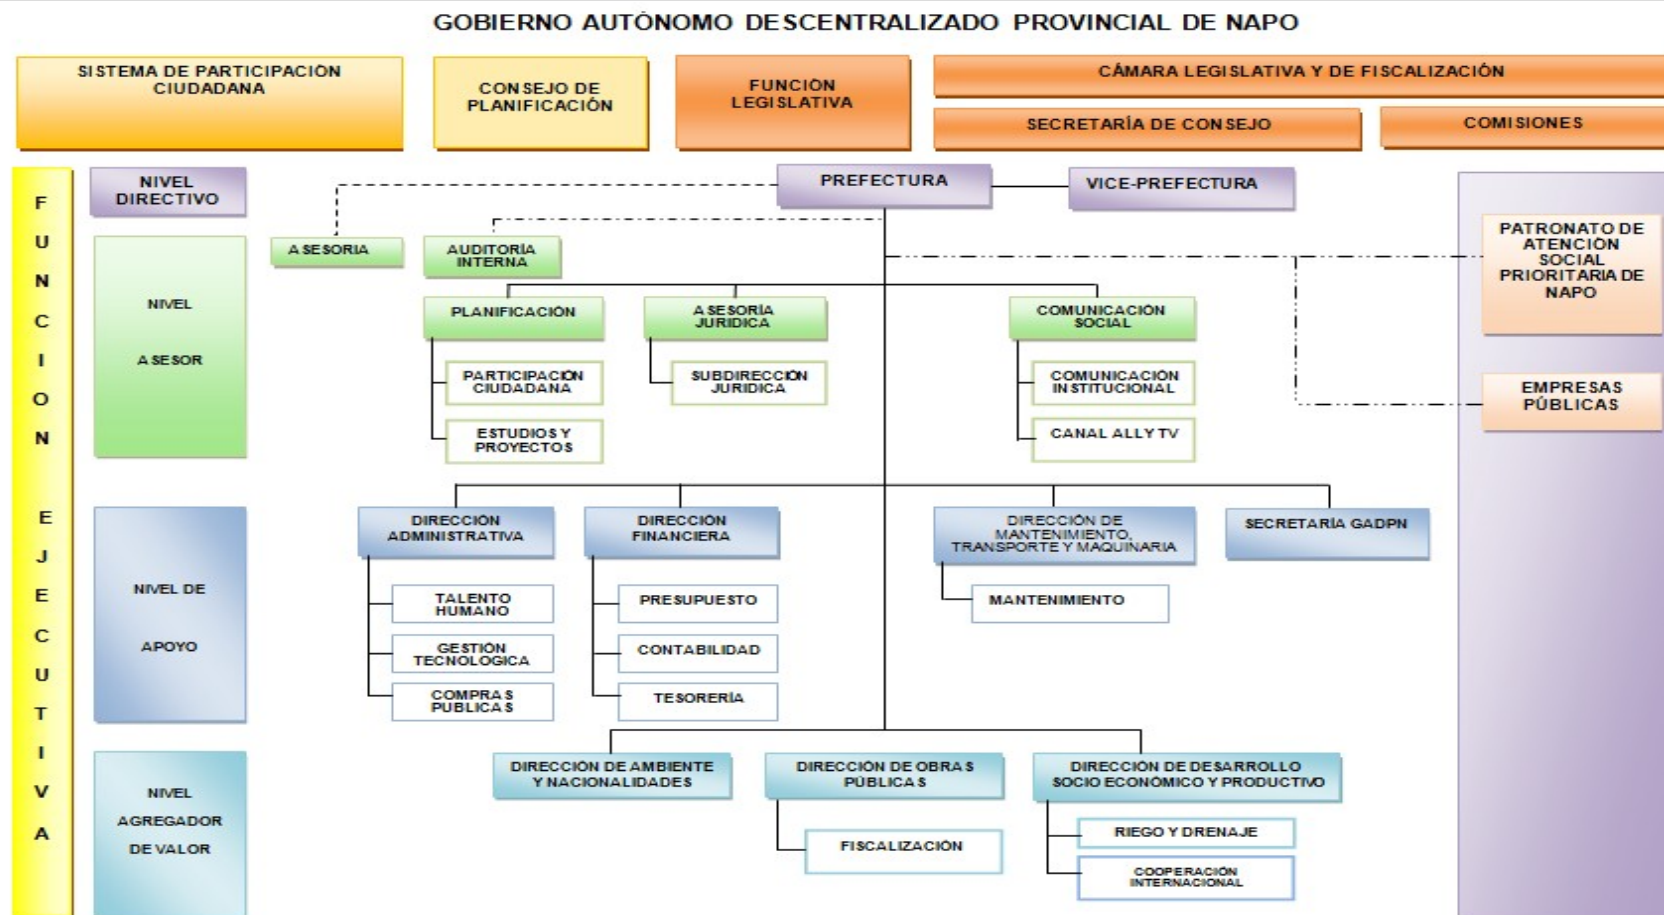 GOBIERNO AUTÓNOMO DESCENTRALIZADO PROVINCIAL DE NAPO
SISTEMA DE PARTICIPACIÓN
CIUDADANA
CONSEJO DE
PLANIFICACIÓN
FUNCIÓN
LEGISLATIVA
CÁMARA LEGISLATIVA Y DE FISCALIZACIÓN
SECRETARÍA DE CONSEJO
COMISIONES
FUNCION EJECUTIVA
NIVEL
DIRECTIVO
PREFECTURA
VICE-PREFECTURA
NIVEL
ASESOR
ASESORIA
AUDITORÍA
INTERNA
PATRONATO DE
ATENCIÓN
SOCIAL
PRIORITARIA DE
NAPO
PLANIFICACIÓN
ASESORÍA
JURIDICA
COMUNICACIÓN
SOCIAL
PARTICIPACIÓN
CIUDADANA
SUBDIRECCIÓN
JURIDICA
COMUNICACIÓN
INSTITUCIONAL
EMPRESAS
PÚBLICAS
ESTUDIOS Y
PROYECTOS
CANAL ALLY TV
NIVEL DE
APOYO
DIRECCIÓN
ADMINISTRATIVA
DIRECCIÓN
FINANCIERA
DIRECCIÓN DE
MANTENIMIENTO,
TRANSPORTE Y MAQUINARIA
SECRETARÍA GADPN
TALENTO
HUMANO
PRESUPUESTO
MANTENIMIENTO
GESTIÓN
TECNOLOGICA
CONTABILIDAD
COMPRAS
PUBLICAS
TESORERÍA
NIVEL
AGREGADOR
DE VALOR
DIRECCIÓN DE AMBIENTE
Y NACIONALIDADES
DIRECCIÓN DE OBRAS
PÚBLICAS
DIRECCIÓN DE DESARROLLO
SOCIO ECONÓMICO Y PRODUCTIVO
FISCALIZACIÓN
RIEGO Y DRENAJE
COOPERACIÓN
INTERNACIONAL